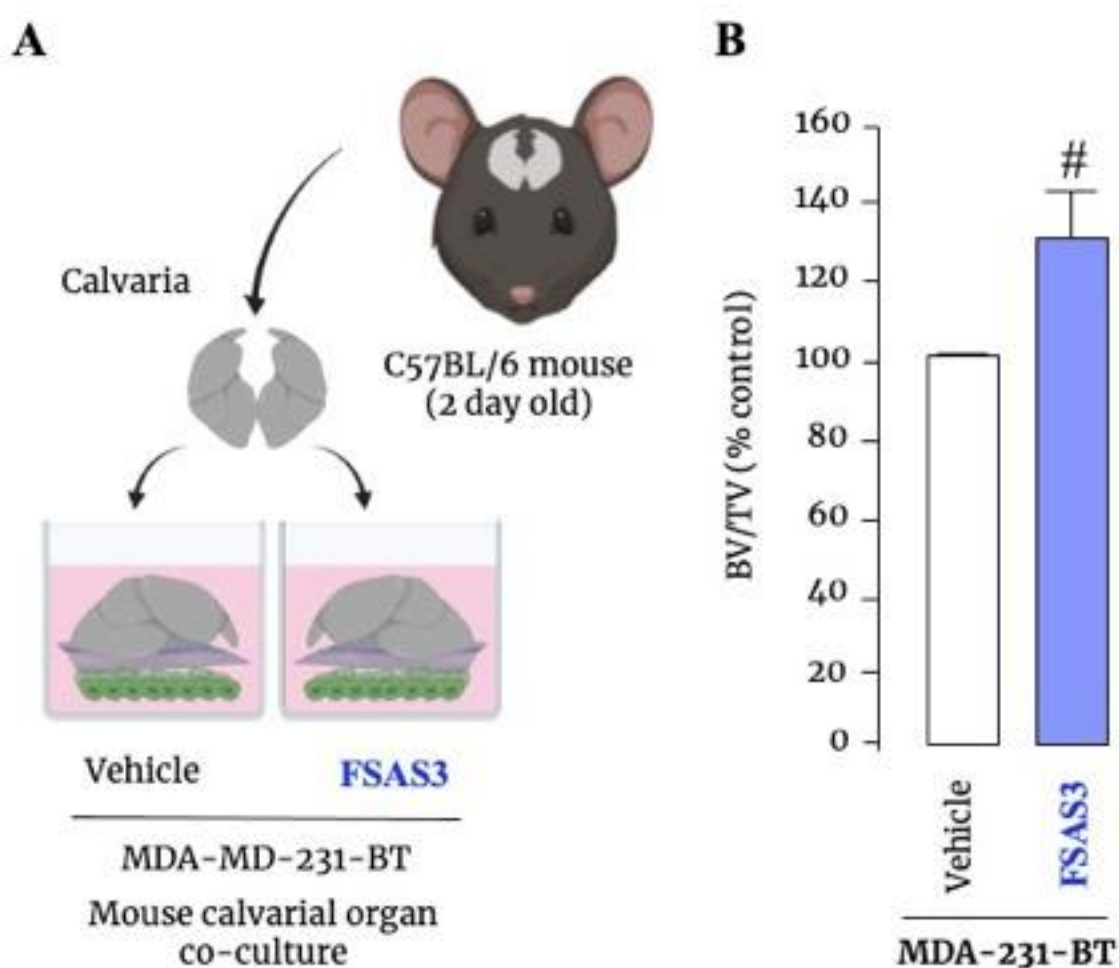 A
Calvaria
C57BL/6 mouse
(2 day old)
Vehicle
FSAS3
MDA-MD-231-BT
Mouse calvarial organ
co-culture
B
BV/TV (% control)
160
140
120
100
80
60
40
20
0
#
Vehicle
FSAS3
MDA-231-BT